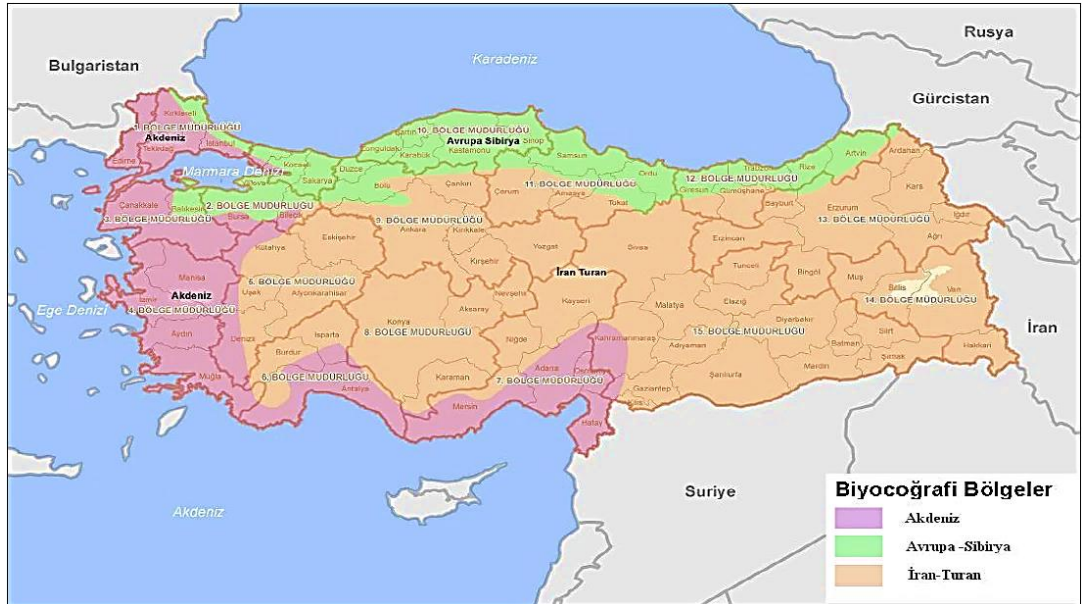 Rusya
Karadeniz
Bulgaristan
Gürcistan
Kırklareli
1. BÖLGE MÜDÜRLÜĞÜ
Akdeniz
Tekirdağ
İstanbul
Edirne
Marmara Denizi
Kocaeli
Sakarya
Düzce
Bolu
Zonguldak
Bartın
10. BÖLGE MÜDÜRLÜĞÜ
Avrupa Sibirya
Karabük
Kastamonu
Sinop
Samsun
Ordu
Giresun
Trabzon
Rize
Artvin
Ardahan
12. BÖLGE MÜDÜRLÜĞÜ
Gümüşhane
Bayburt
Çanakkale
Balıkesir
2. BÖLGE MÜDÜRLÜĞÜ
3. BÖLGE MÜDÜRLÜĞÜ
Bursa
Bilecik
Çankırı
Çorum
11. BÖLGE MÜDÜRLÜĞÜ
Amasya
Tokat
Kars
Erzurum
13. BÖLGE MÜDÜRLÜĞÜ
Iğdır
Ağrı
9. BÖLGE MÜDÜRLÜĞÜ
Ankara
Kırıkkale
Eskişehir
Kütahya
Yozgat
Sivas
Erzincan
Kırşehir
İran Turan
Tunceli
Bingöl
Muş
Bitlis
Van
14. BÖLGE MÜDÜRLÜĞÜ
İran
Manisa
Akdeniz
İzmir
4. BÖLGE MÜDÜRLÜĞÜ
Ege Denizi
Uşak
Afyonkarahisar
Nevşehir
Kayseri
Malatya
Elazığ
Aydın
Denizli
Isparta
Konya
Aksaray
8. BÖLGE MÜDÜRLÜĞÜ
Niğde
Kahramanmaraş
Adıyaman
Diyarbakır
15. BÖLGE MÜDÜRLÜĞÜ
Batman
Siirt
Şırnak
Hakkari
Mardin
Burdur
Muğla
6. BÖLGE MÜDÜRLÜĞÜ
Antalya
Karaman
7. BÖLGE MÜDÜRLÜĞÜ
Adana
Osmaniye
Mersin
Gaziantep
Kilis
Şanlıurfa
Hatay
Suriye
Akdeniz
Biyocoğrafi Bölgeler
Akdeniz
Avrupa -Sibirya
İran-Turan